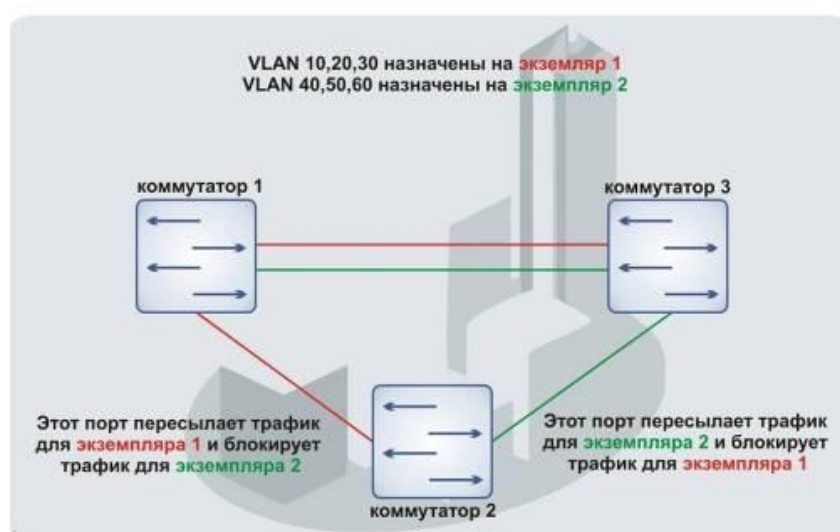 VLAN 10,20,30 назначены на экземляр 1
VLAN 40,50,60 назначены на экземпляр 2
коммутатор 1
коммутатор 3
Этот порт пересылает трафик
для экземпляра 1 и блокирует
трафик для экземпляра 2
Этот порт пересылает трафик
для экземпляра 2 и блокирует
трафик для экземпляра 1
коммутатор 2